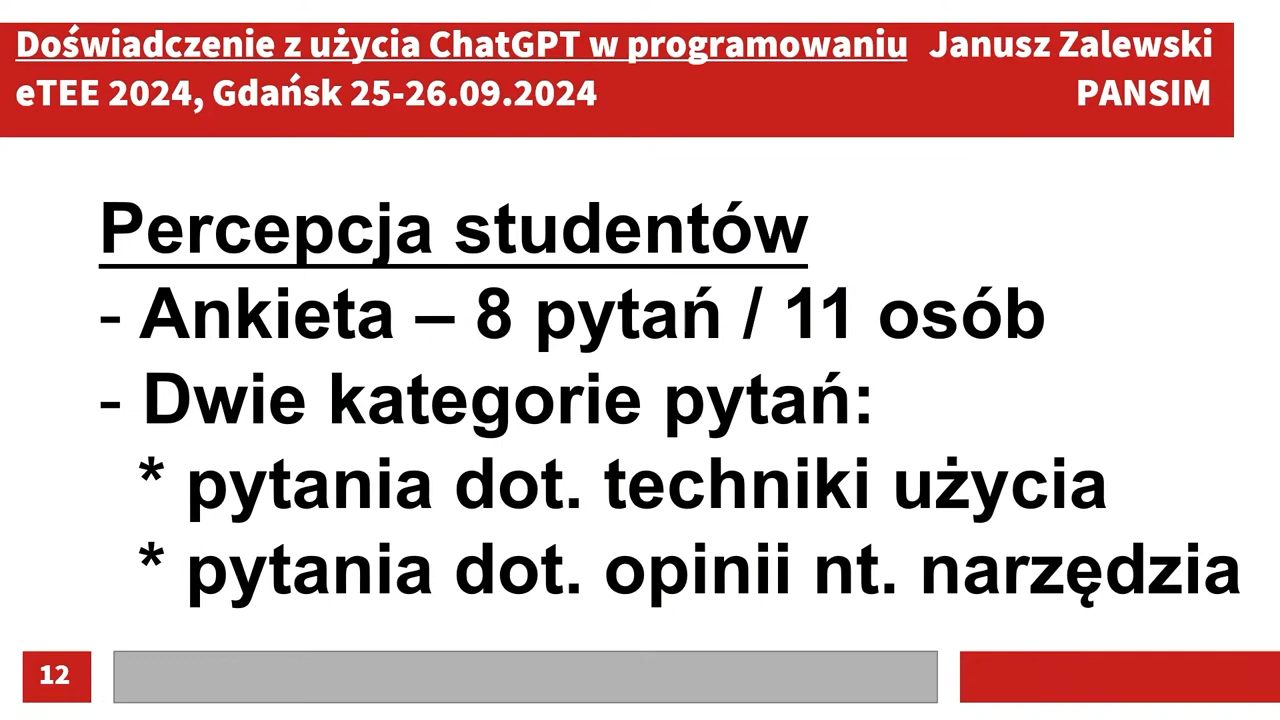 Doświadczenie z użycia ChatGPT w programowaniu Janusz Zalewski
eTEE 2024, Gdańsk 25-26.09.2024 PANSIM
Percepcja studentów
- Ankieta – 8 pytań / 11 osób
- Dwie kategorie pytań:
* pytania dot. techniki użycia
* pytania dot. opinii nt. narzędzia
12